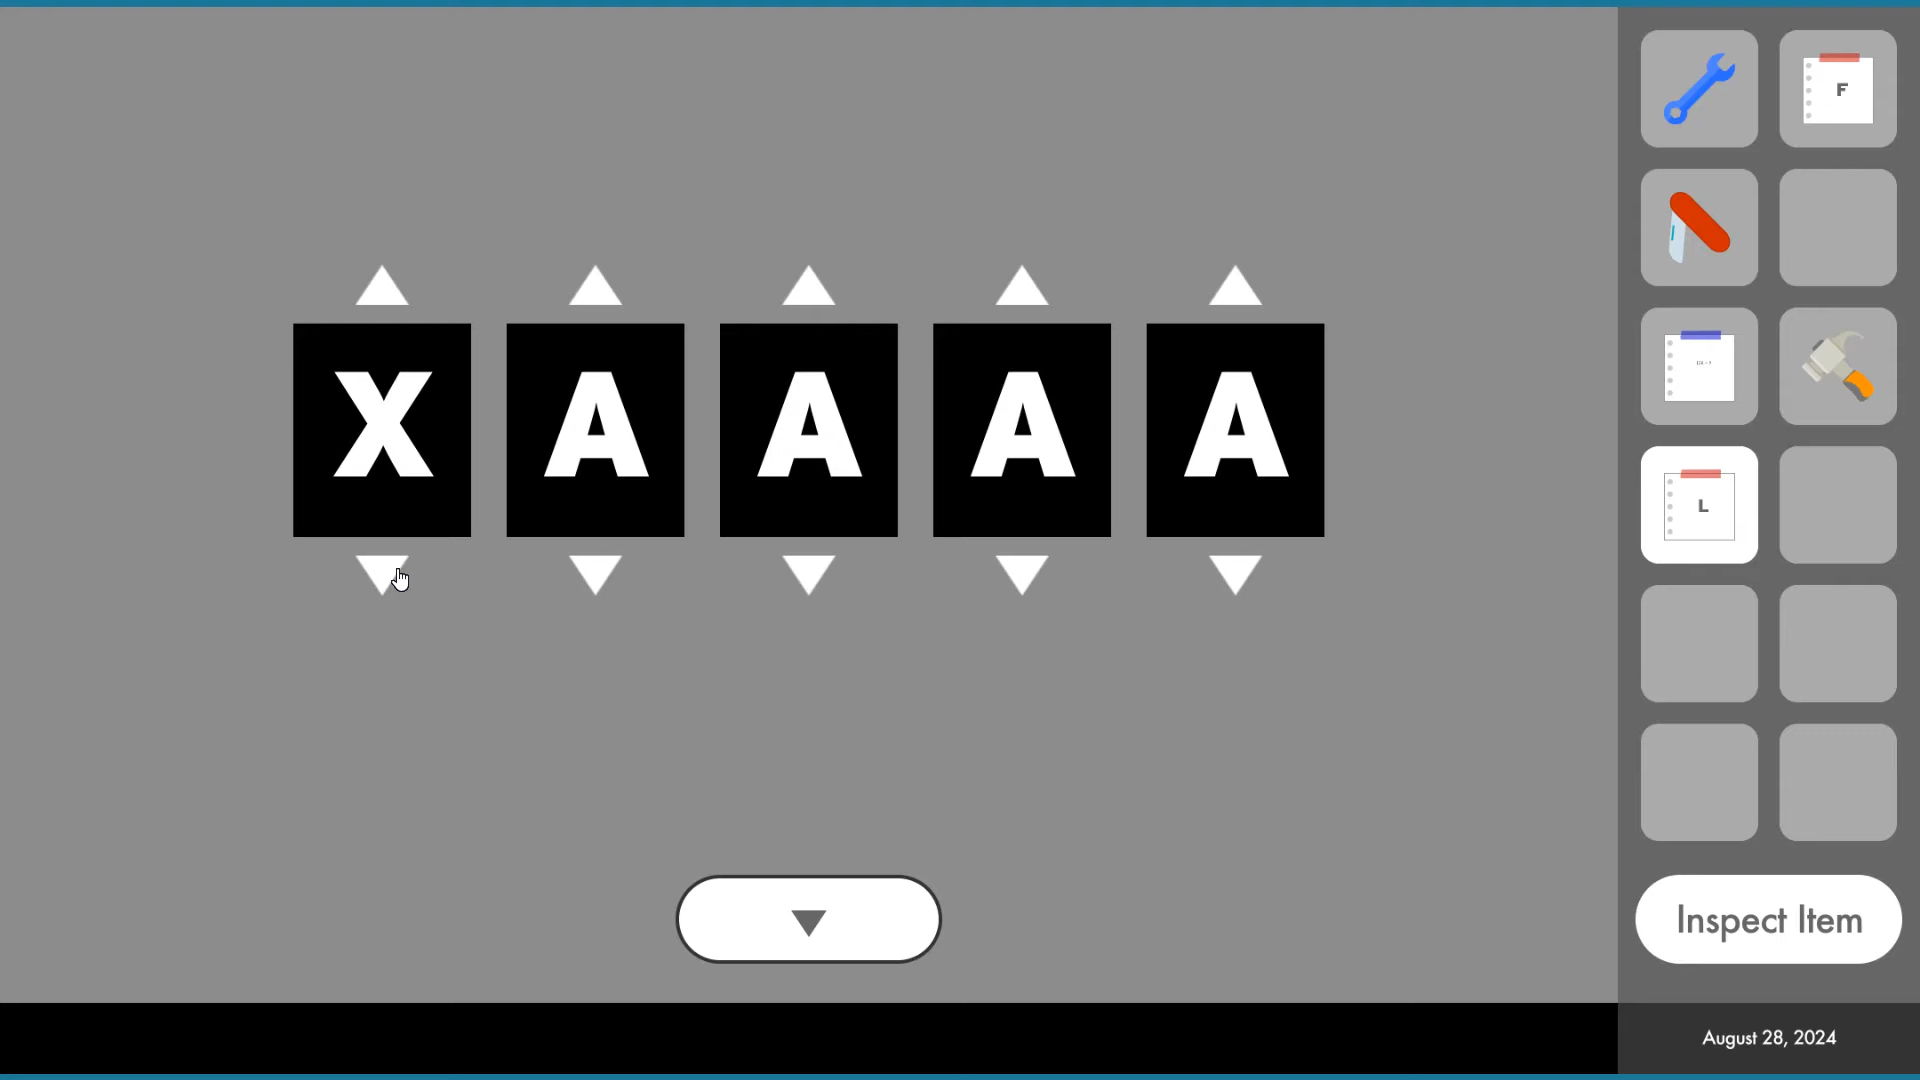 F
X A A A A
L
Inspect Item
August 28, 2024